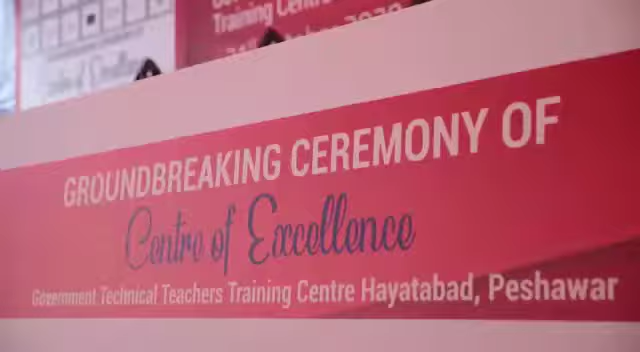 Training Centre
GROUNDBREAKING CEREMONY OF
Centre of Excellence
Government Technical Teachers Training Centre Hayatabad, Peshawar